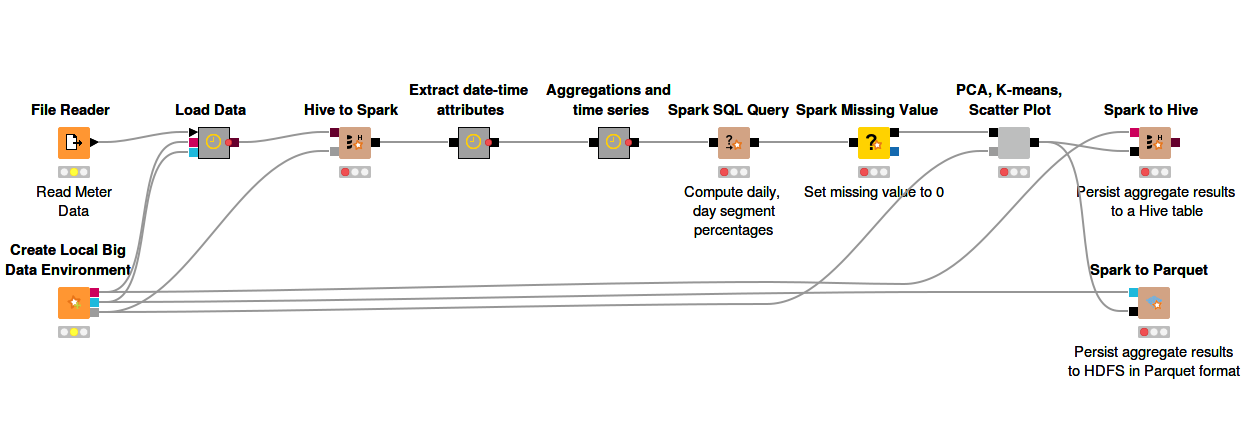 File Reader
Read Meter
Data
Load Data
Hive to Spark
Extract date-time
attributes
Aggregations and
time series
Spark SQL Query
Compute daily,
day segment
percentages
Spark Missing Value
Set missing value to 0
PCA, K-means,
Scatter Plot
Spark to Hive
Persist aggregate results
to a Hive table
Create Local Big
Data Environment
Spark to Parquet
Persist aggregate results
to HDFS in Parquet format